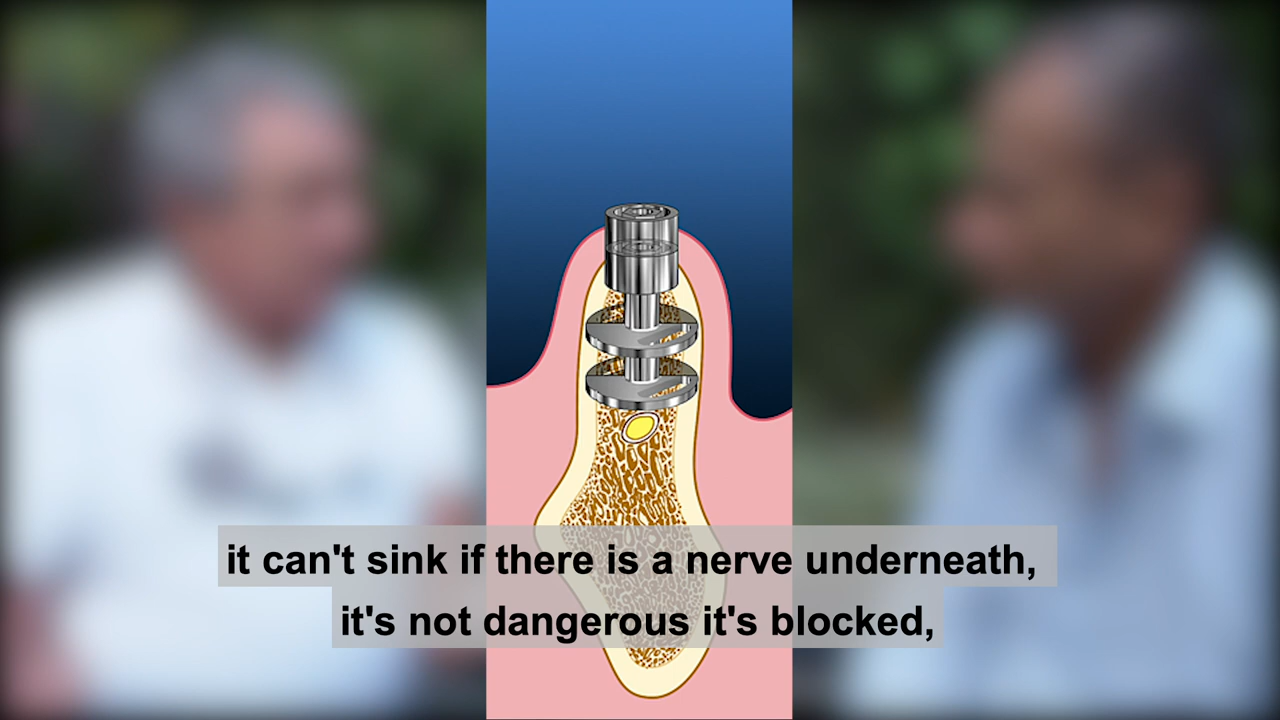 it can't sink if there is a nerve underneath,
it's not dangerous it's blocked,